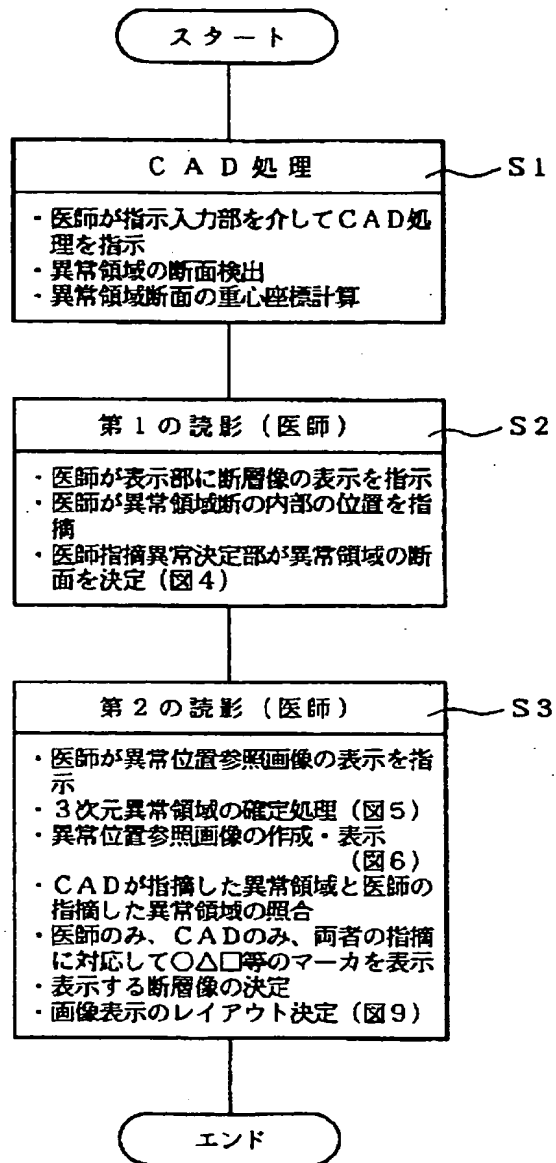 スタート
CAD処理
S1
・医師が指示入力部を介してCAD処
理を指示
・異常領域の断面検出
・異常領域断面の重心座標計算
第1の読影(医師)
S2
・医師が表示部に断層像の表示を指示
・医師が異常領域断の内部の位置を指
摘
・医師指摘異常決定部が異常領域の断
面を決定(図4)
第2の読影(医師)
S3
・医師が異常位置参照画像の表示を指
示
・3次元異常領域の確定処理(図5)
・異常位置参照画像の作成・表示
(図6)
・CADが指摘した異常領域と医師の
指摘した異常領域の照合
・医師のみ、CADのみ、両者の指摘
に対応して○△□等のマーカを表示
・表示する断層像の決定
・画像表示のレイアウト決定(図9)
エンド